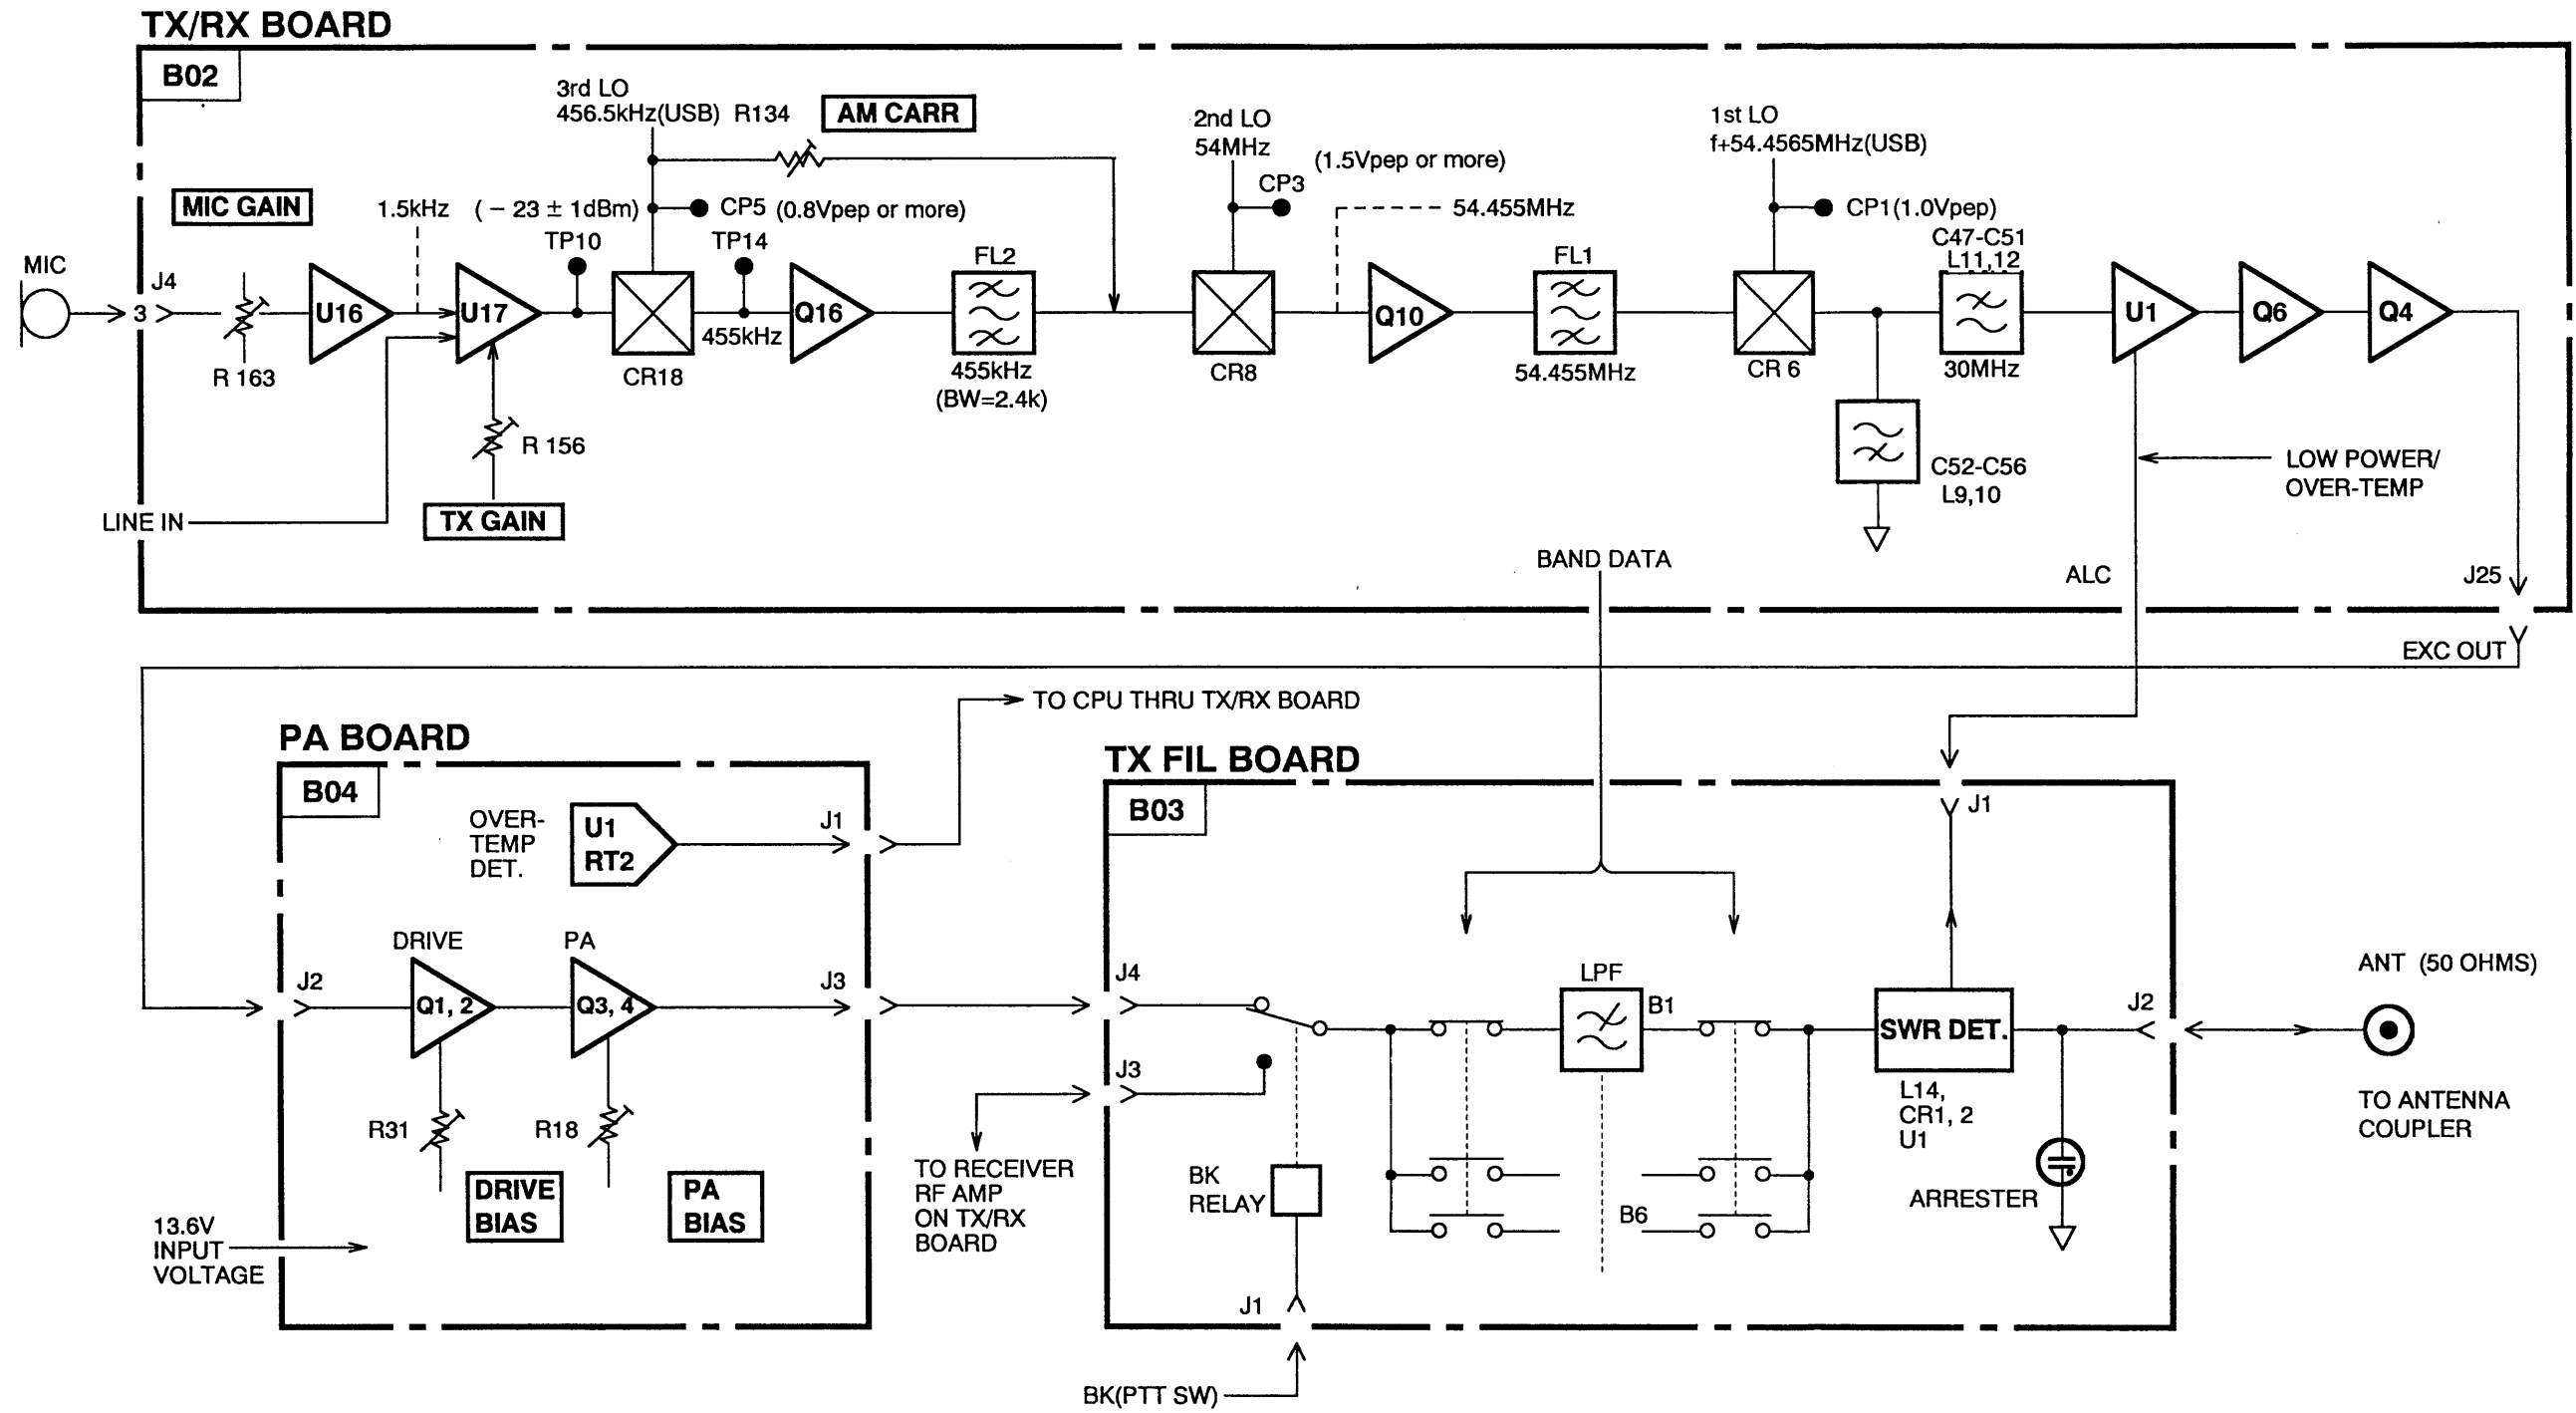 TX/RX BOARD
B02
3rd LO
456.5kHz(USB) R134
AM CARR
2nd LO
54MHz
(1.5Vpep or more)
CP3
1st LO
f+54.4565MHz(USB)
MIC GAIN
1.5kHz ( − 23 ± 1dBm)
CP5 (0.8Vpep or more)
54.455MHz
CP1(1.0Vpep)
TP10
TP14
C47-C51
L11,12
MIC
J4
3
R 163
U16
U17
CR18
455kHz
Q16
FL2
455kHz
(BW=2.4k)
CR8
Q10
FL1
54.455MHz
CR 6
30MHz
U1
Q6
Q4
R 156
TX GAIN
LINE IN
C52-C56
L9,10
LOW POWER/
OVER-TEMP
BAND DATA
ALC
J25
EXC OUT
TO CPU THRU TX/RX BOARD
PA BOARD
B04
OVER-
TEMP
DET.
U1
RT2
J1
DRIVE
PA
J2
Q1, 2
Q3, 4
J3
R31
R18
DRIVE
BIAS
PA
BIAS
13.6V
INPUT
VOLTAGE
TX FIL BOARD
B03
J1
J4
J3
TO RECEIVER
RF AMP
ON TX/RX
BOARD
BK
RELAY
J1
BK(PTT SW)
LPF
B1
B6
SWR DET.
L14,
CR1, 2
U1
J2
ARRESTER
ANT (50 OHMS)
TO ANTENNA
COUPLER